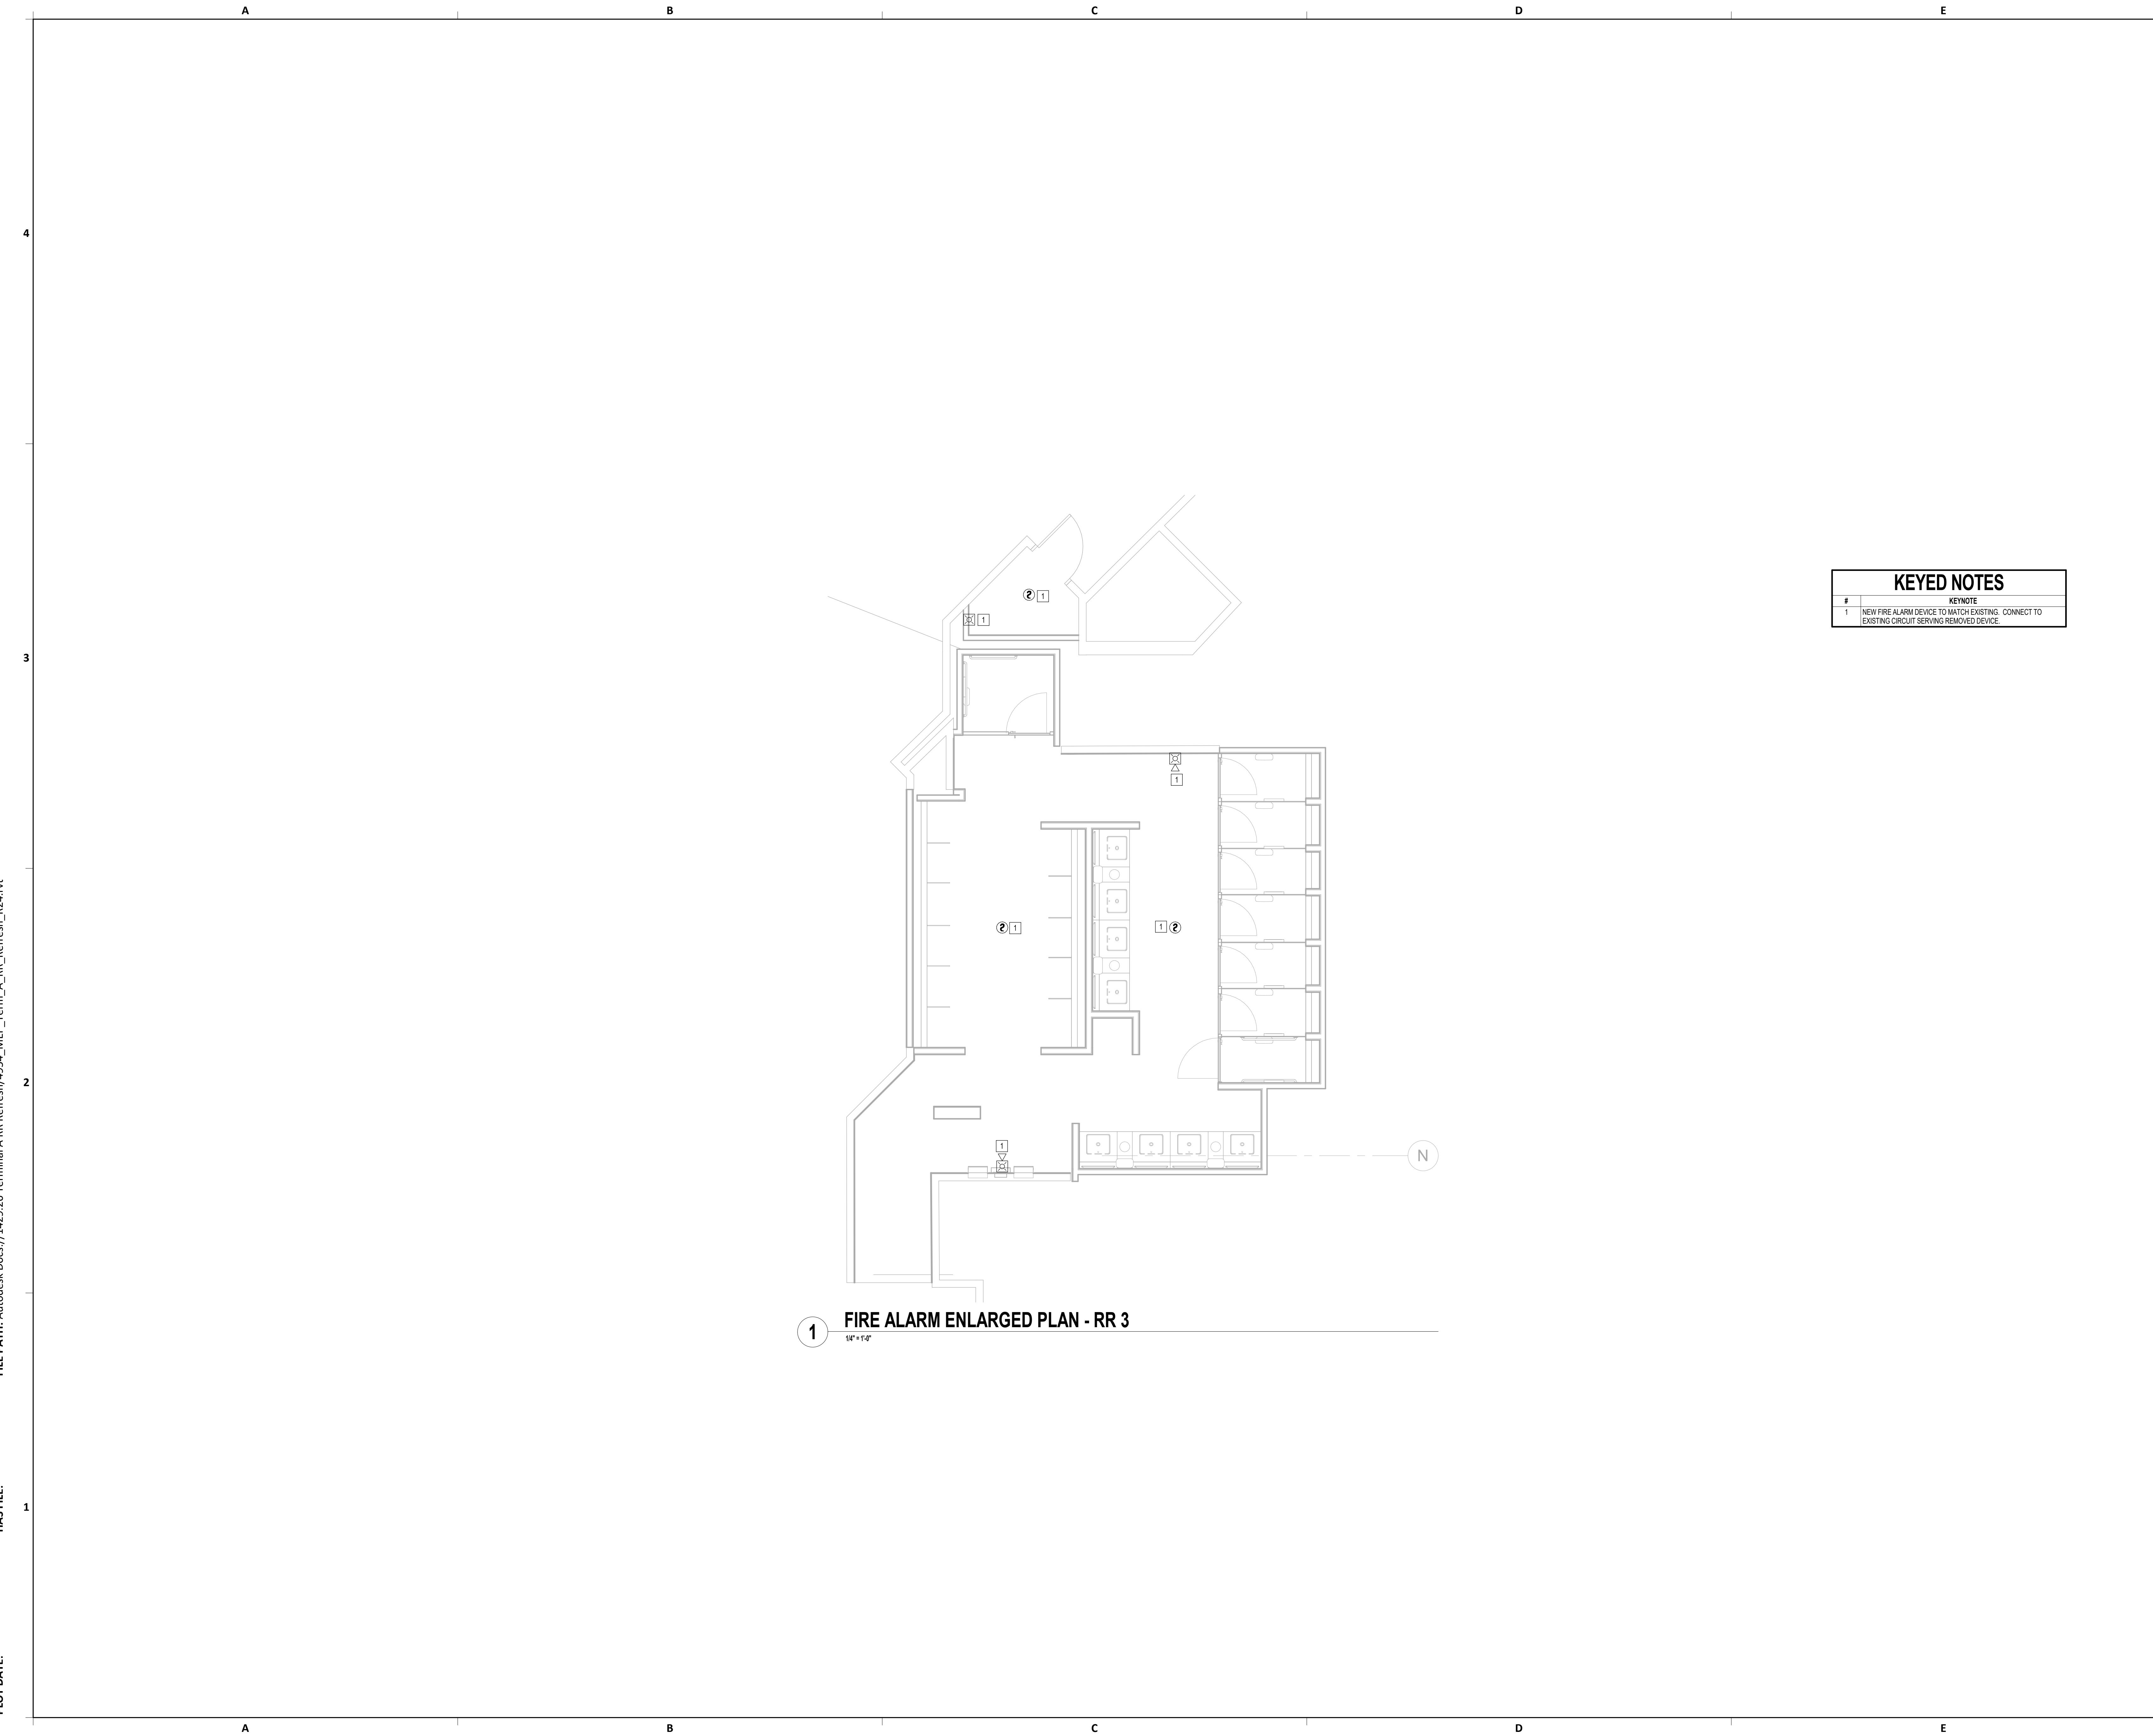 A B C D E
4
3
2
1
1
1
1
1
1
1
KEYED NOTES
# KEYNOTE
1 NEW FIRE ALARM DEVICE TO MATCH EXISTING. CONNECT TO
EXISTING CIRCUIT SERVING REMOVED DEVICE.
N
1 FIRE ALARM ENLARGED PLAN - RR 3
1/4" = 1'-0"
A B C D E